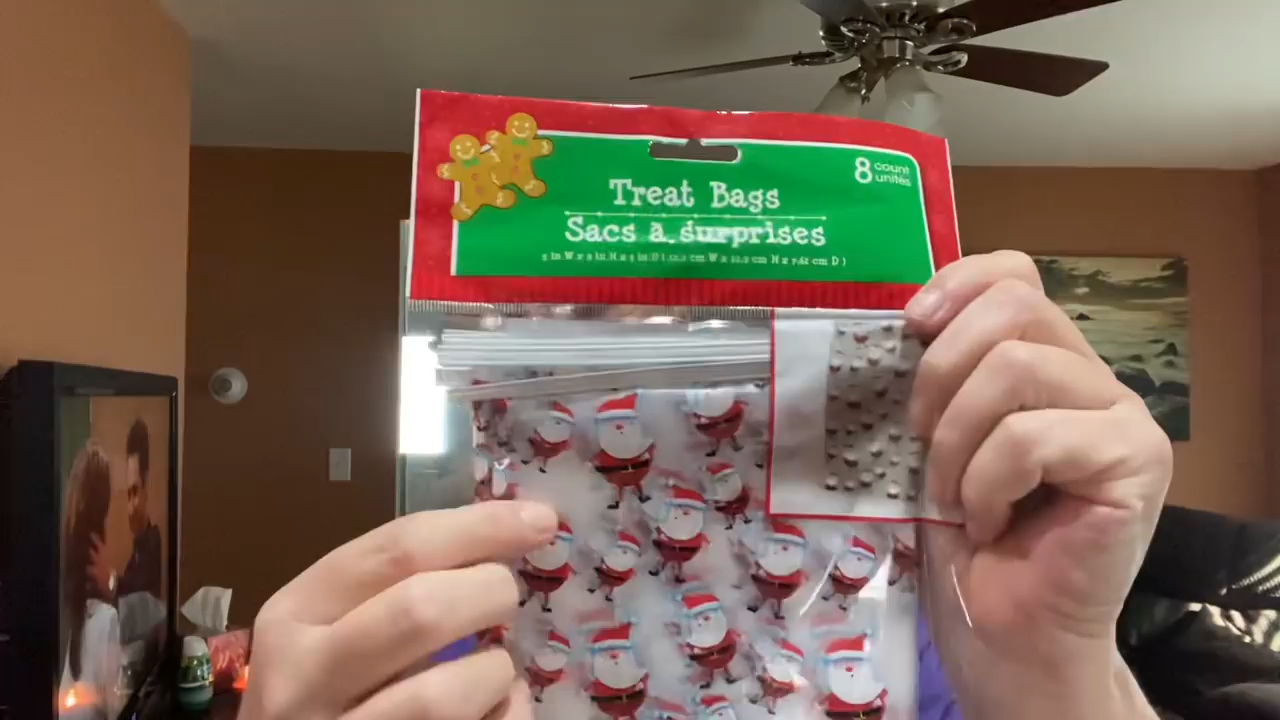 8 count
unités
Treat Bags
Sacs à surprises